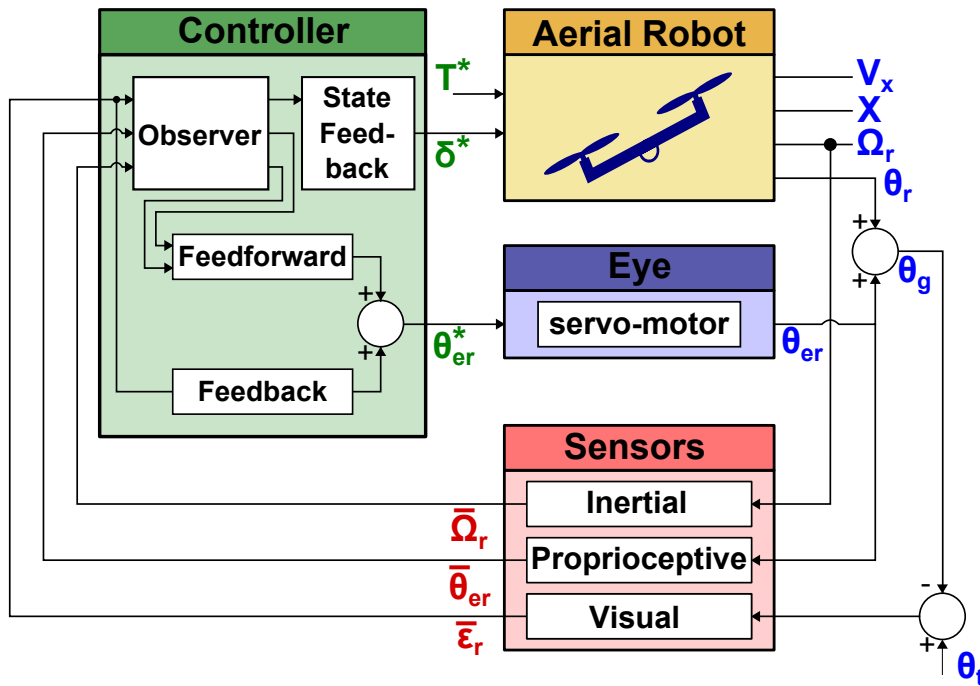 Controller
Observer
State
Feed-
back
Feedforward
Feedback
T*
δ*
θ*er
Aerial Robot
Vx
X
Ωr
θr
+
+
θg
Eye
servo-motor
θer
+
+
Sensors
Inertial
Proprioceptive
Visual
Ω̄r
θ̄er
ε̄r
-
+